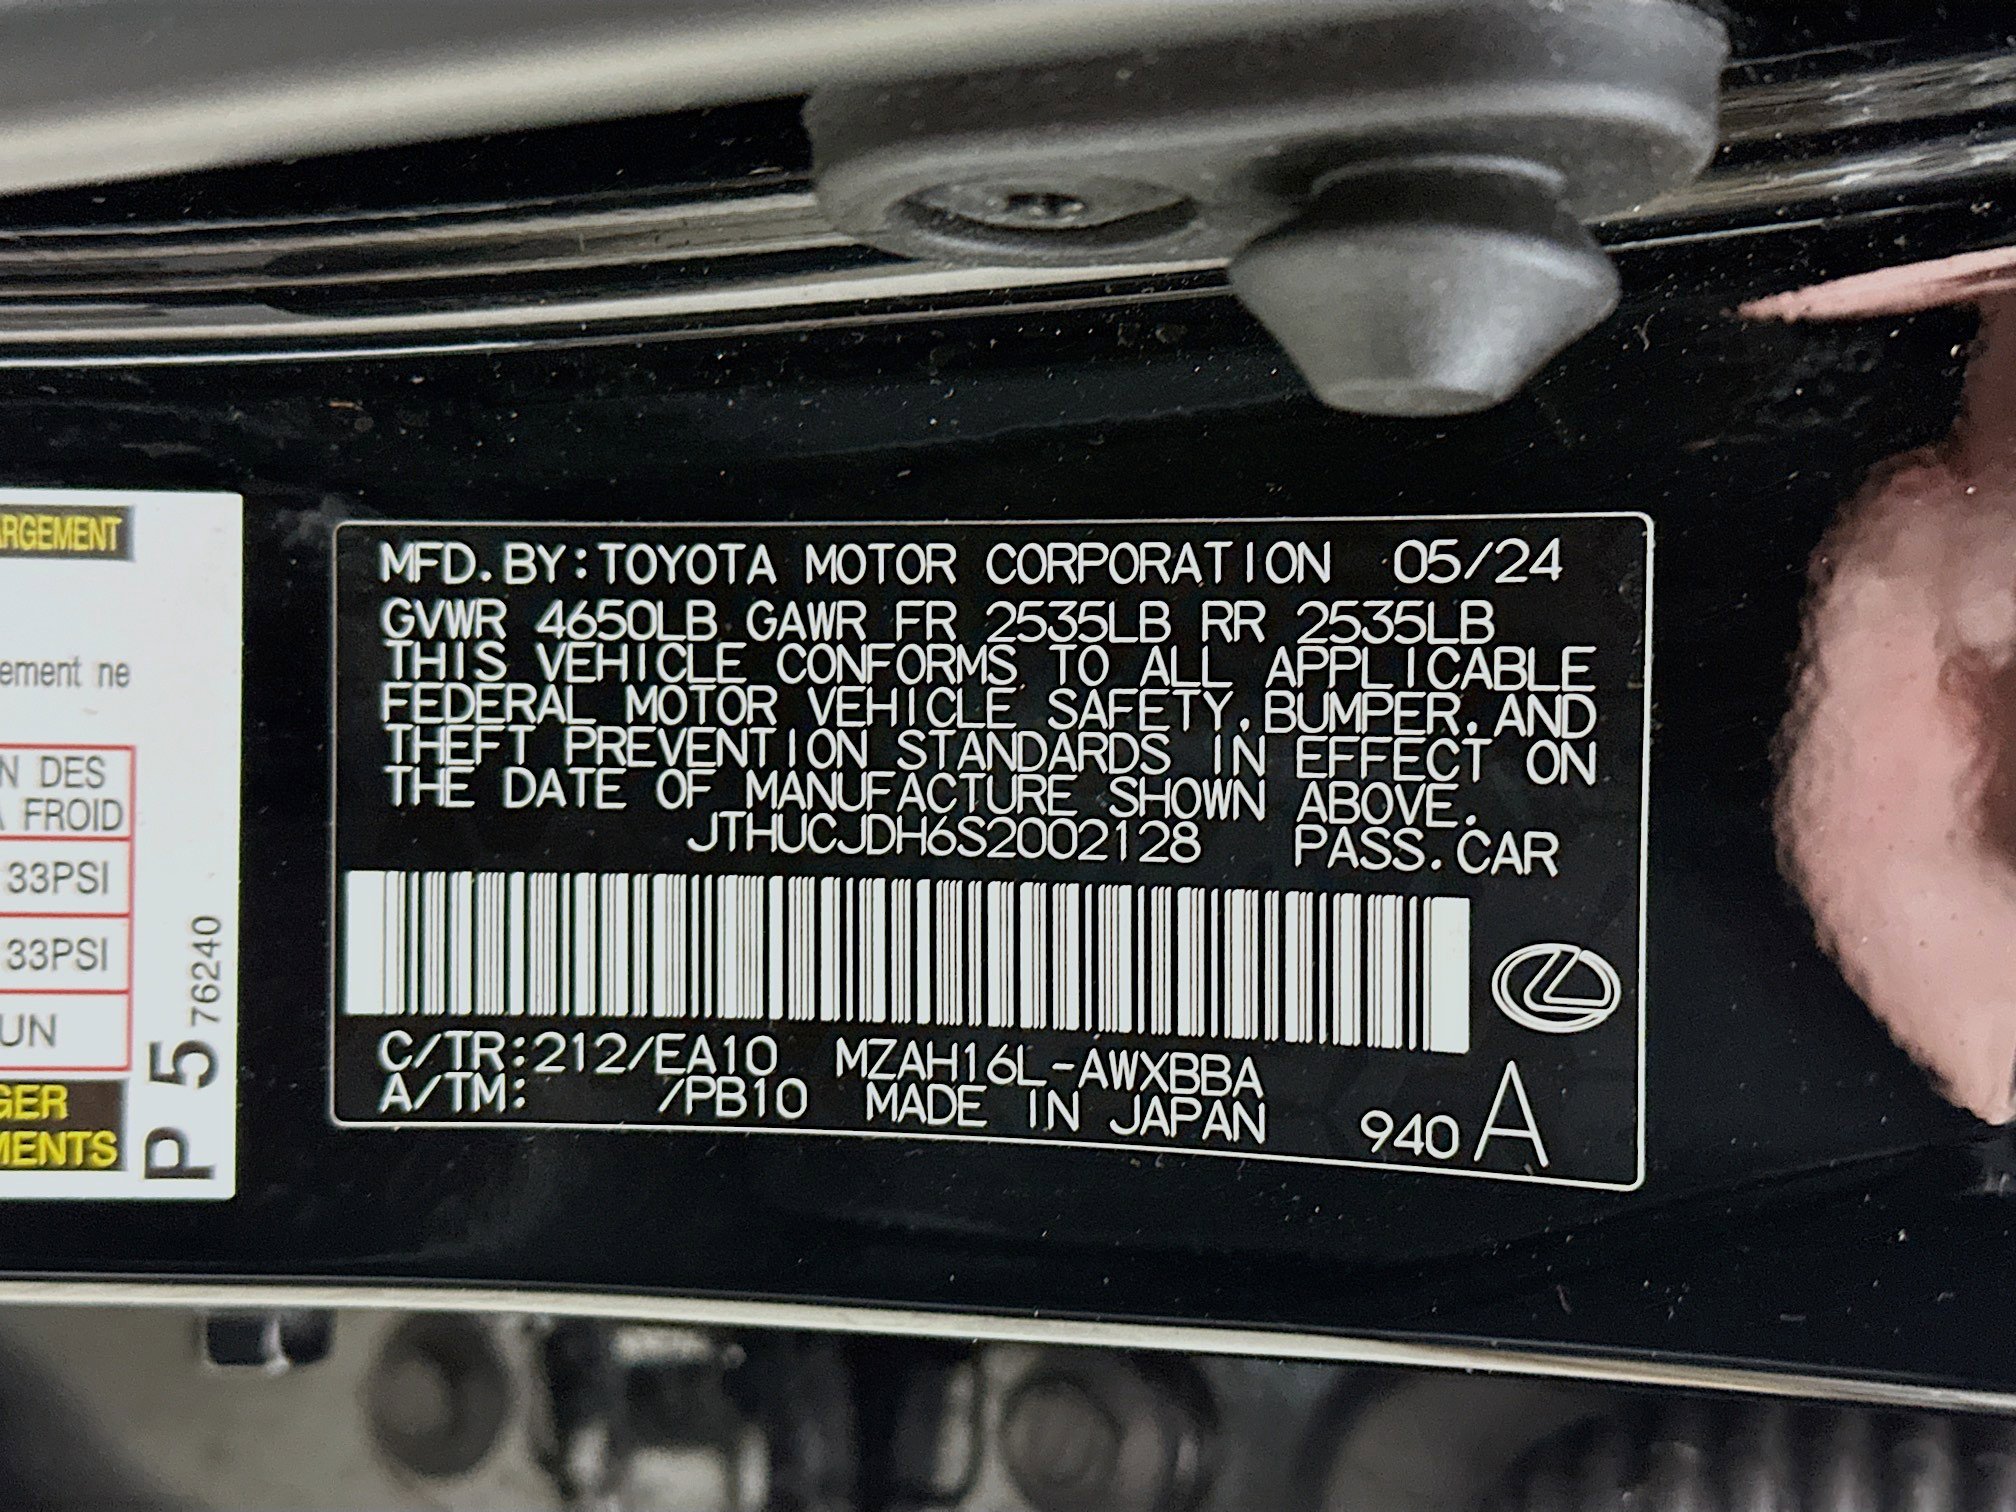 ARGEMENT
ement ne
N DES
A FROID
33PSI
33PSI
UN
GER
MENTS
P 5 76240
MFD. BY: TOYOTA MOTOR CORPORATION 05/24
GVWR 4650LB GAWR FR 2535LB RR 2535LB
THIS VEHICLE CONFORMS TO ALL APPLICABLE
FEDERAL MOTOR VEHICLE SAFETY, BUMPER, AND
THEFT PREVENTION STANDARDS IN EFFECT ON
THE DATE OF MANUFACTURE SHOWN ABOVE.
JTHUCJDH6S2002128 PASS. CAR
C/TR: 212/EA10 MZAH16L-AWXBBA
A/TM: /PB10 MADE IN JAPAN 940 A